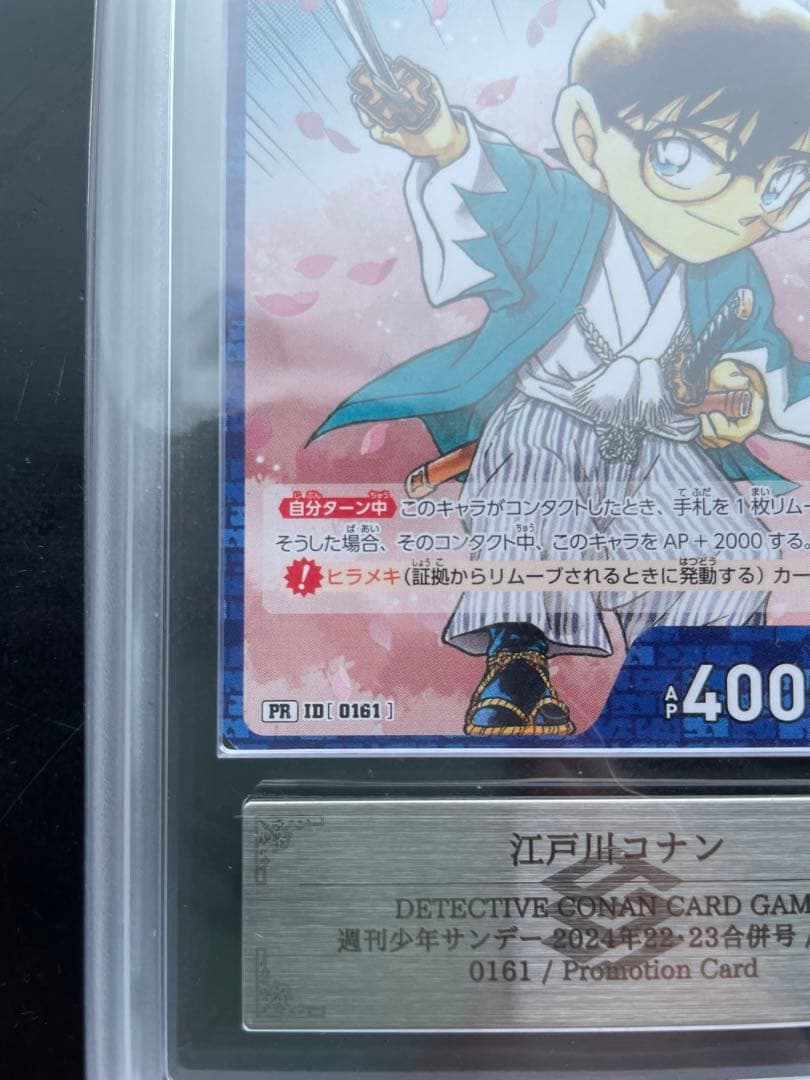 自分ターン中 このキャラがコンタクトしたとき、手札を1枚リム
そうした場合、そのコンタクト中、このキャラをAP+2000する。
ヒラメキ(証拠からリムーブされるときに発動する) カー
PR ID[ 0161 ]
AP 400
江戸川コナン
DETECTIVE CONAN CARD GAM
週刊少年サンデー 2024年22・23合併号 /
0161 / Promotion Card